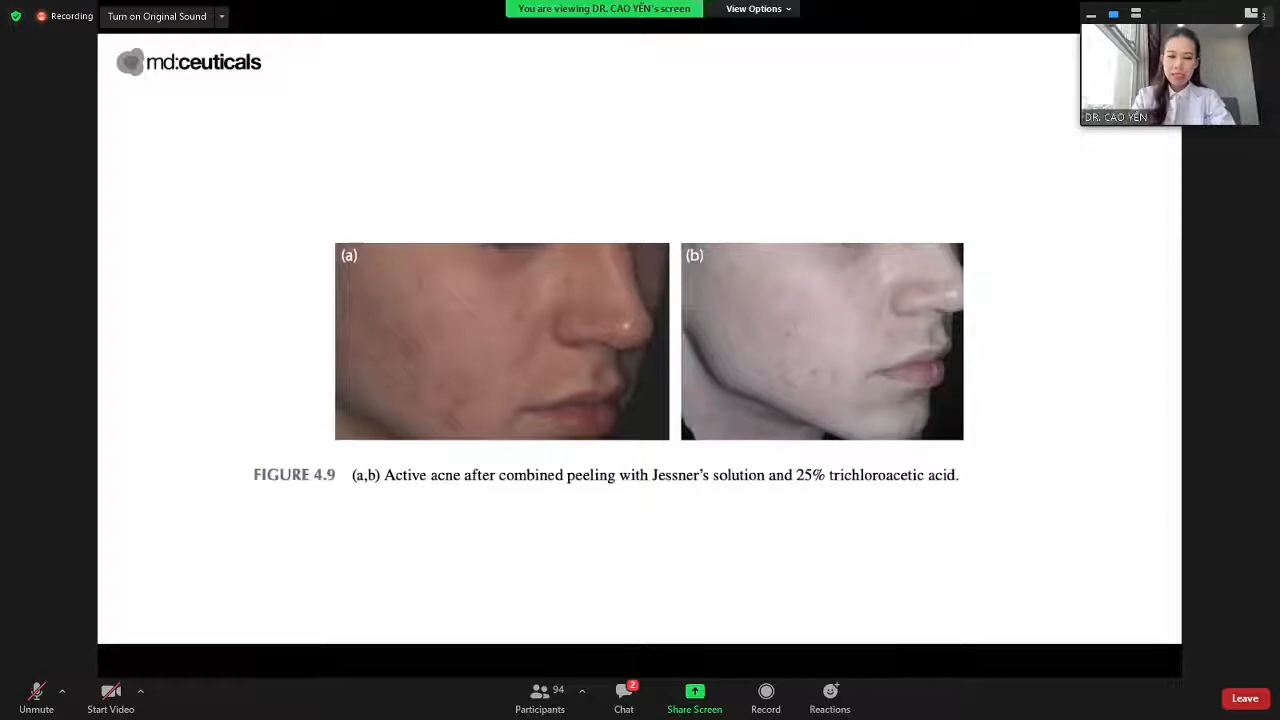 Recording
Turn on Original Sound
You are viewing DR. CAO YẾN's screen
View Options
md:ceuticals
DR. CAO YẾN
(a)
(b)
FIGURE 4.9 (a,b) Active acne after combined peeling with Jessner's solution and 25% trichloroacetic acid.
Unmute
Start Video
94
Participants
2
Chat
Share Screen
Record
Reactions
Leave